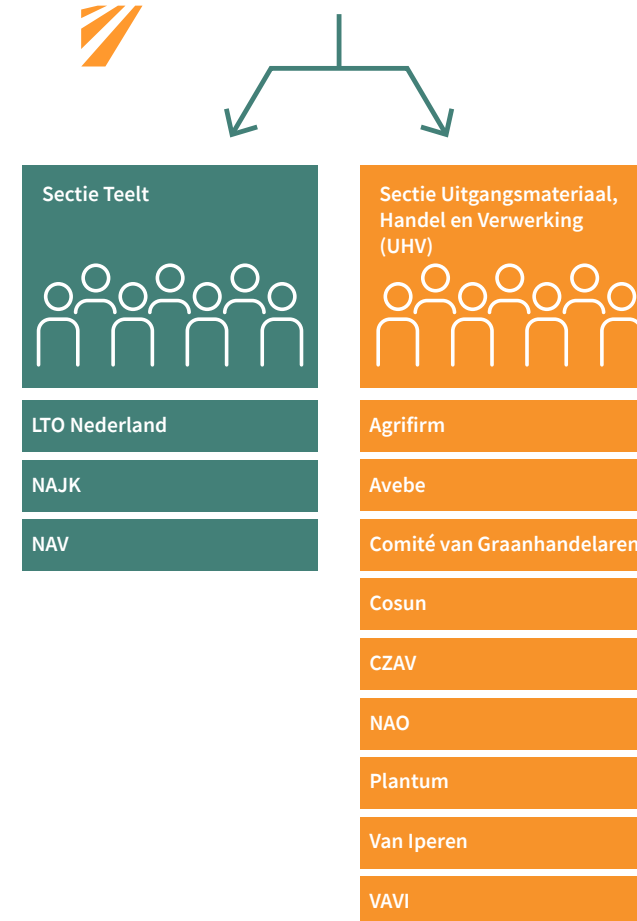 Sectie Teelt
LTO Nederland
NAJK
NAV
Sectie Uitgangsmateriaal,
Handel en Verwerking
(UHV)
Agrifirm
Avebe
Comité van Graanhandelaren
Cosun
CZAV
NAO
Plantum
Van Iperen
VAVI